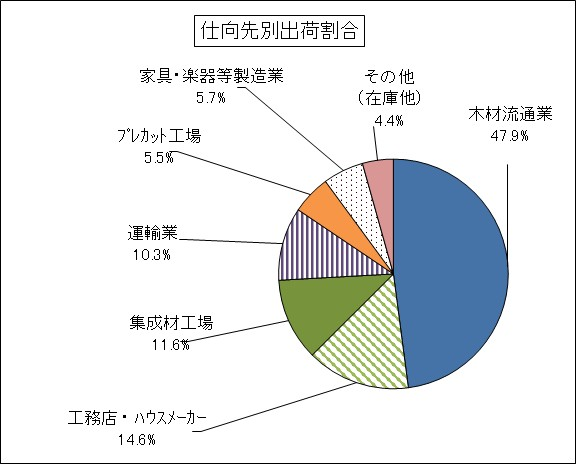 仕向先別出荷割合
家具・楽器等製造業
5.7%
その他
(在庫他)
4.4%
木材流通業
47.9%
ﾌﾟﾚｶｯﾄ工場
5.5%
運輸業
10.3%
集成材工場
11.6%
工務店・ﾊｳｽﾒｰｶｰ
14.6%